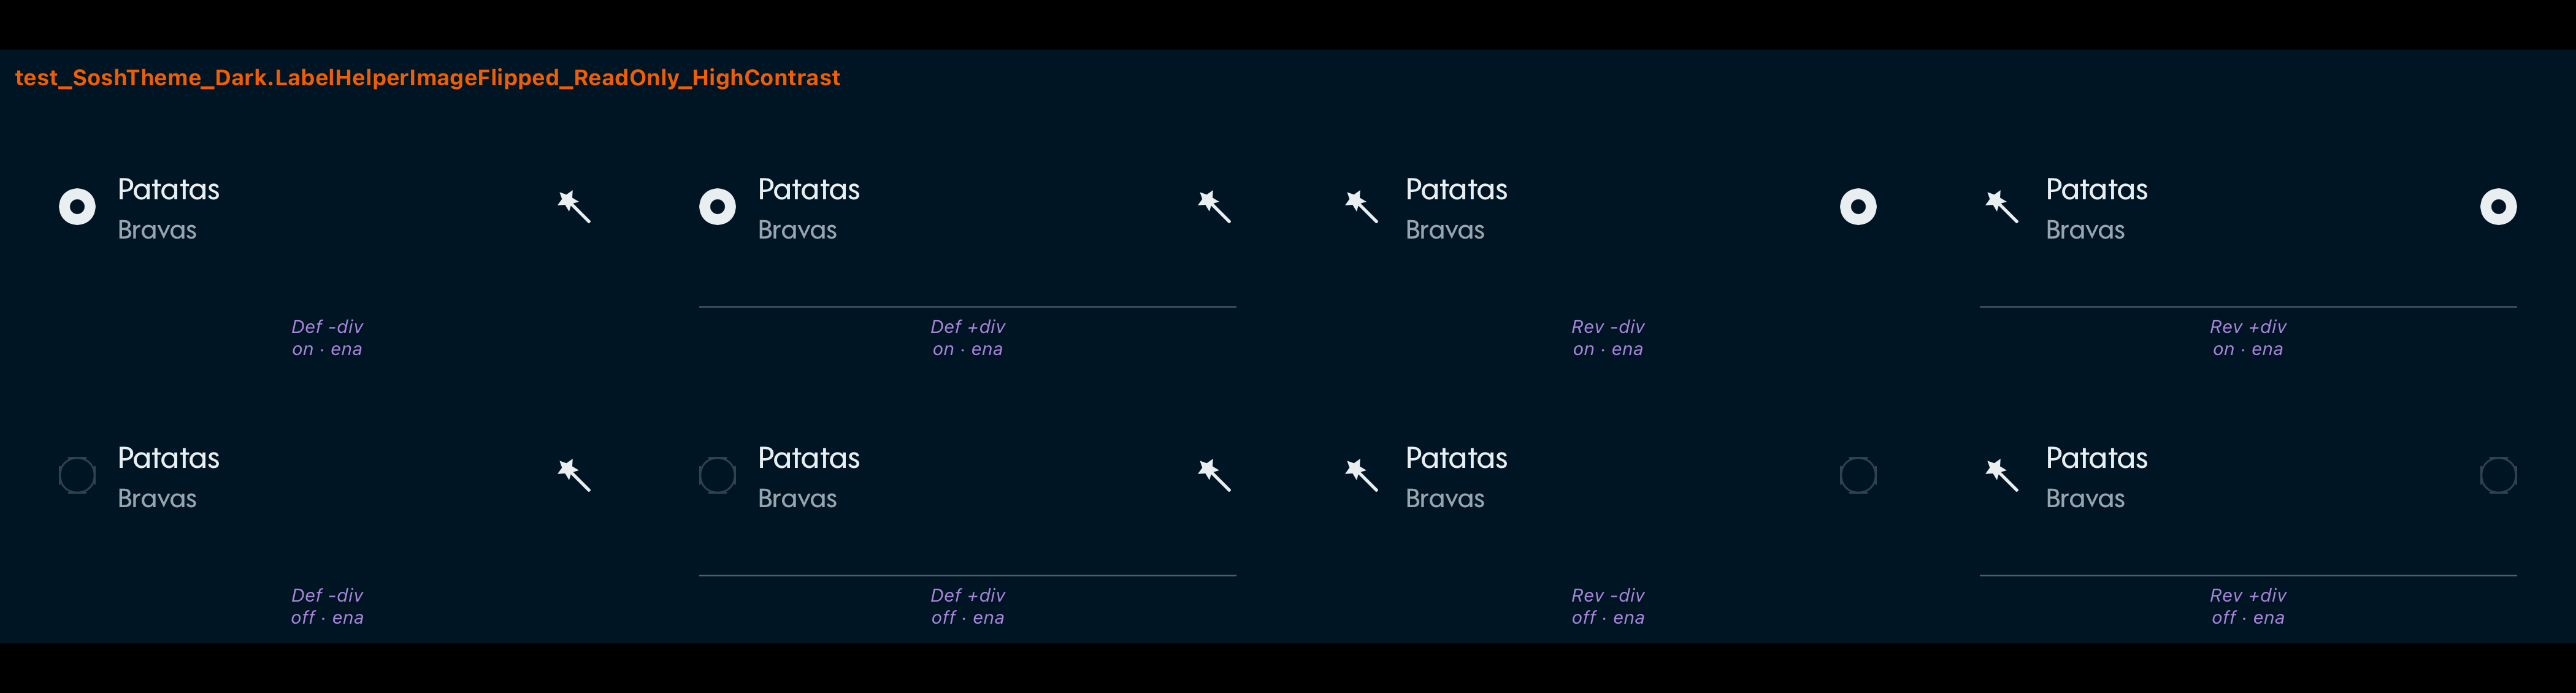 test_SoshTheme_Dark.LabelHelperImageFlipped_ReadOnly_HighContrast
Patatas
Bravas
Patatas
Bravas
Patatas
Bravas
Patatas
Bravas
Def -div
on · ena
Def +div
on · ena
Rev -div
on · ena
Rev +div
on · ena
Patatas
Bravas
Patatas
Bravas
Patatas
Bravas
Patatas
Bravas
Def -div
off · ena
Def +div
off · ena
Rev -div
off · ena
Rev +div
off · ena